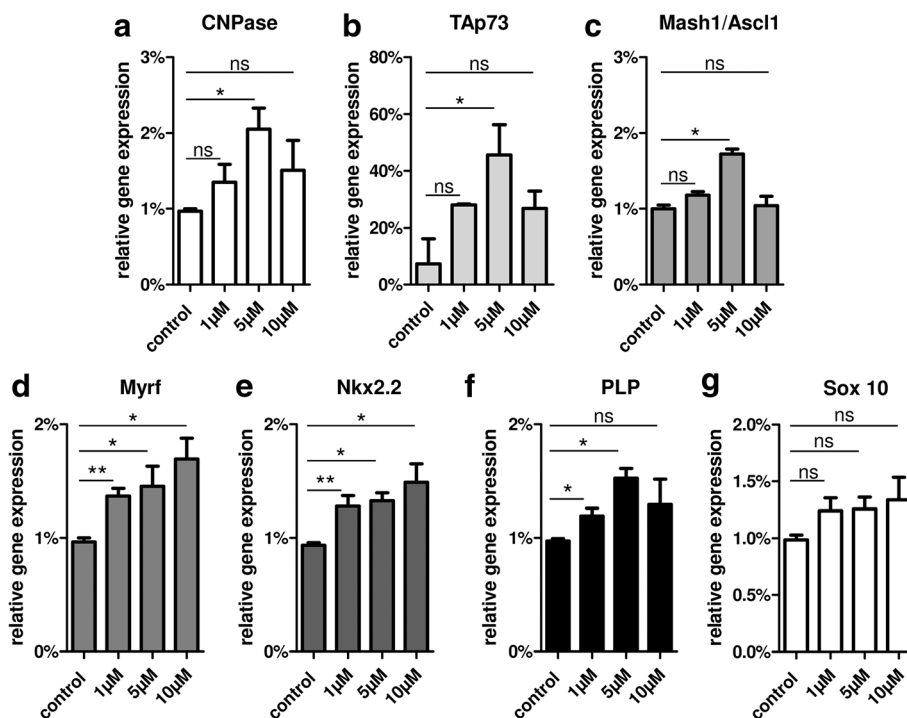 a CNPase
relative gene expression
3%
2%
1%
0%
ns
*
ns
control 1µM 5µM 10µM
b TAp73
relative gene expression
80%
60%
40%
20%
0%
ns
*
ns
control 1µM 5µM 10µM
c Mash1/Ascl1
relative gene expression
3%
2%
1%
0%
ns
*
ns
control 1µM 5µM 10µM
d Myrf
relative gene expression
2%
1%
0%
*
*
**
control 1µM 5µM 10µM
e Nkx2.2
relative gene expression
2%
1%
0%
*
*
**
control 1µM 5µM 10µM
f PLP
relative gene expression
2%
1%
0%
ns
*
*
control 1µM 5µM 10µM
g Sox 10
relative gene expression
2.0%
1.5%
1.0%
0.5%
0.0%
ns
ns
ns
control 1µM 5µM 10µM